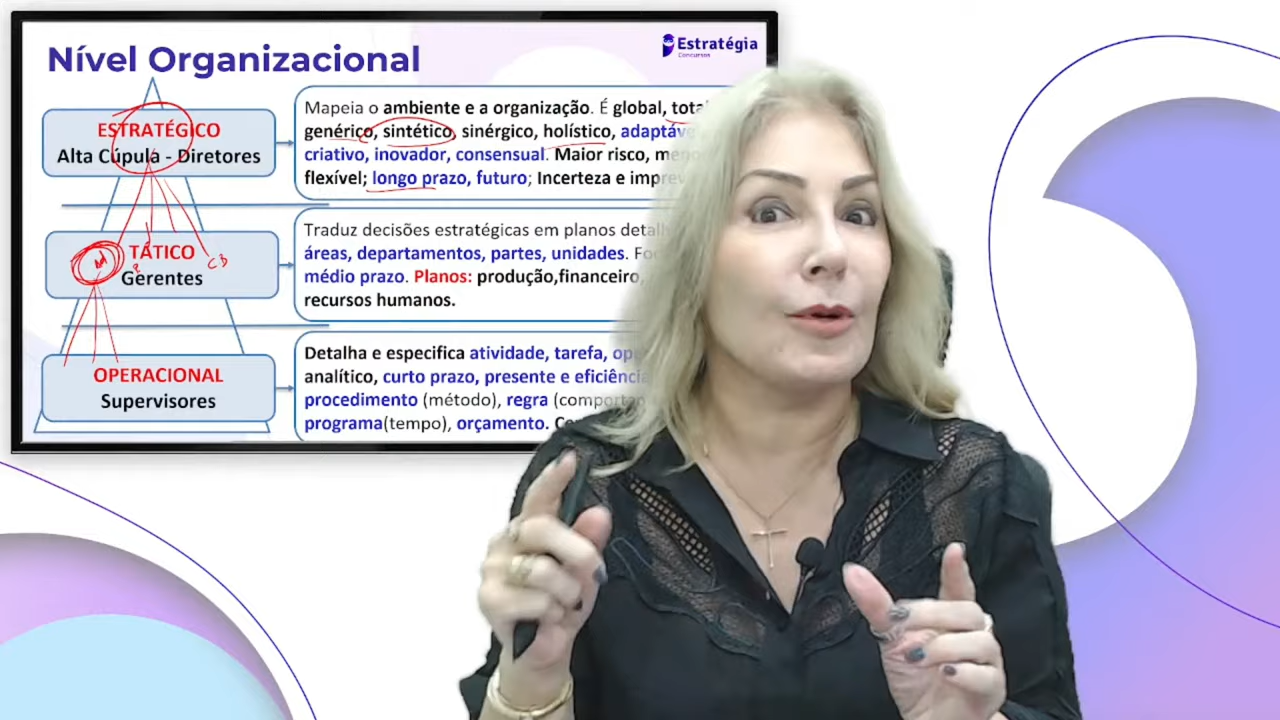 Nível Organizacional
Estratégia
Concursos
ESTRATÉGICO
Alta Cúpula - Diretores
Mapeia o ambiente e a organização. É global,
genérico, sintético, sinérgico, holístico,
criativo, inovador, consensual. Maior risco,
flexível; longo prazo, futuro; Incerteza e
TÁTICO
Gerentes
Traduz decisões estratégicas em planos
áreas, departamentos, partes, unidades.
médio prazo. Planos: produção,financeiro,
recursos humanos.
OPERACIONAL
Supervisores
Detalha e especifica atividade, tarefa,
analítico, curto prazo, presente e eficiência
procedimento (método), regra
programa(tempo), orçamento.